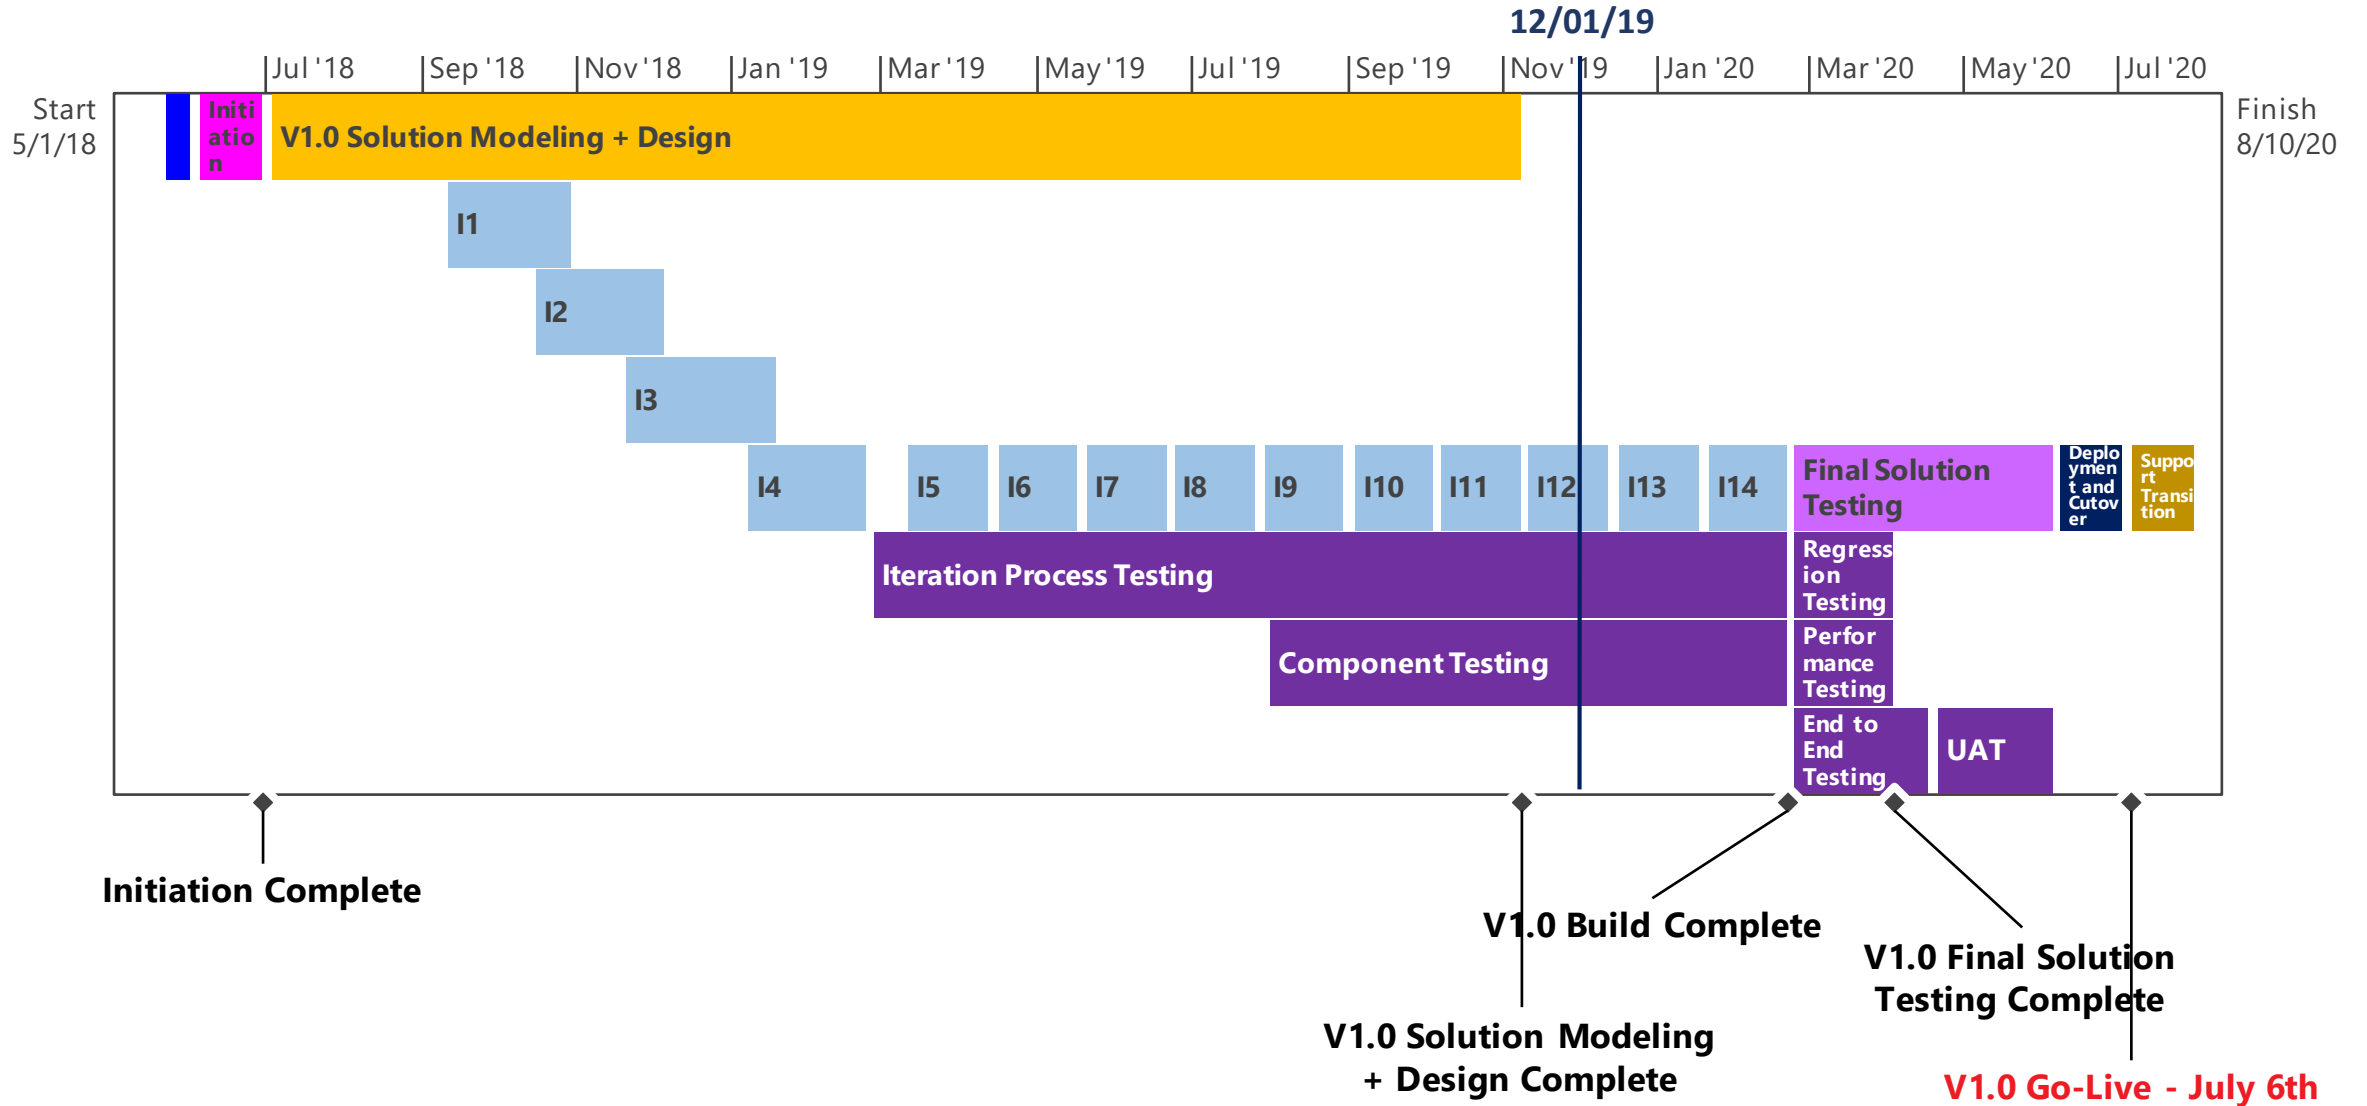 12/01/19
Jul '18 Sep '18 Nov '18 Jan '19 Mar '19 May '19 Jul '19 Sep '19 Nov '19 Jan '20 Mar '20 May '20 Jul '20
Start
5/1/18
Finish
8/10/20
Initi
atio
n
V1.0 Solution Modeling + Design
I1
I2
I3
I4 I5 I6 I7 I8 I9 I10 I11 I12 I13 I14
Final Solution
Testing
Deplo
ymen
t and
Cutov
er
Suppo
rt
Transi
tion
Iteration Process Testing
Regress
ion
Testing
Component Testing
Perfor
mance
Testing
End to
End
Testing
UAT
Initiation Complete
V1.0 Build Complete
V1.0 Final Solution
Testing Complete
V1.0 Solution Modeling
+ Design Complete
V1.0 Go-Live - July 6th